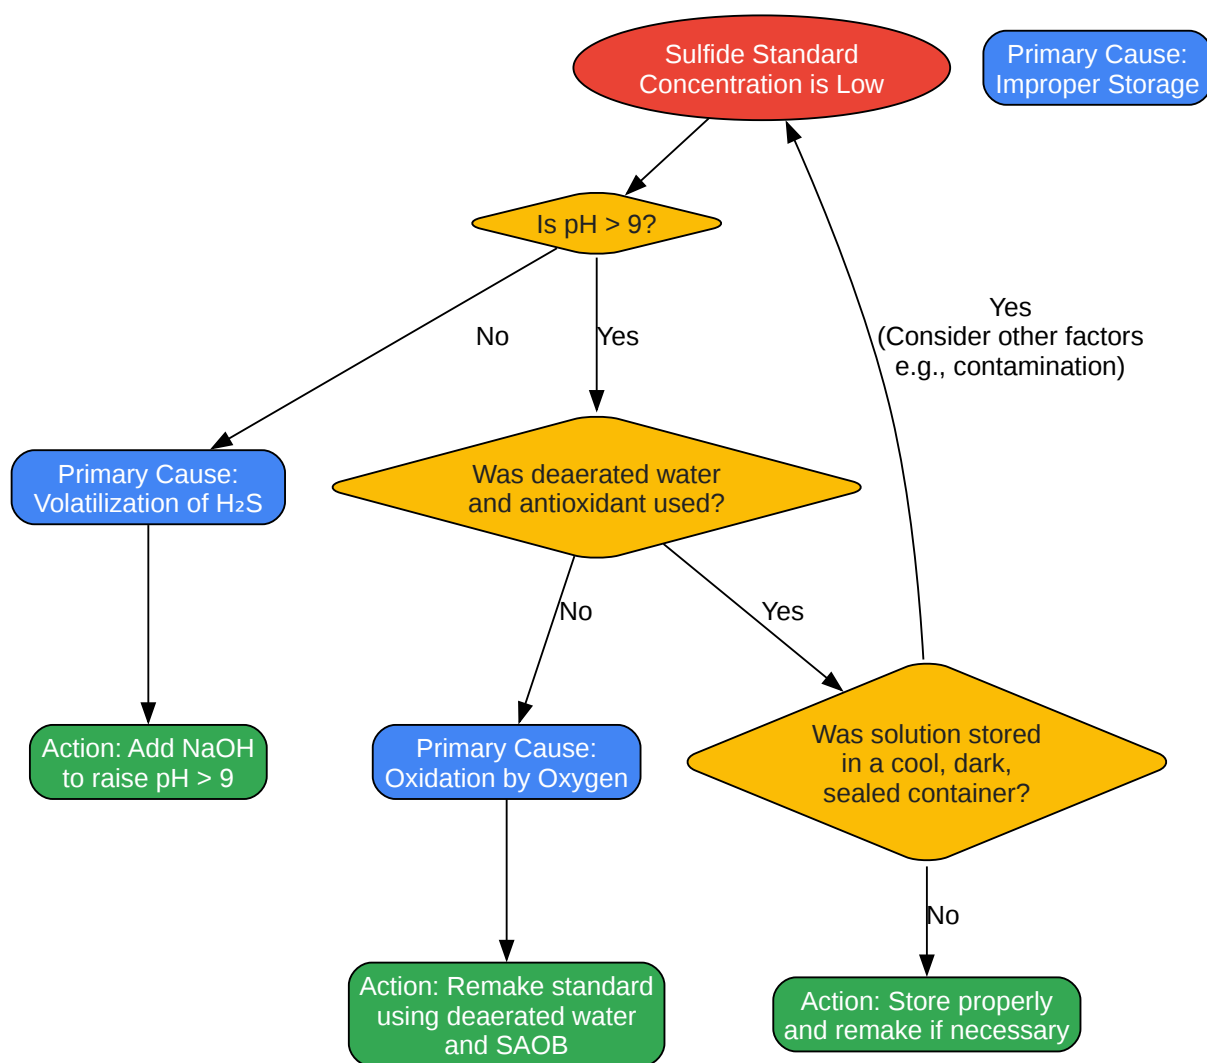 Sulfide Standard
Concentration is Low
Primary Cause:
Improper Storage
Is pH > 9?
No
Yes
Yes
(Consider other factors
e.g., contamination)
Primary Cause:
Volatilization of H₂S
Was deaerated water
and antioxidant used?
No
Yes
Action: Add NaOH
to raise pH > 9
Primary Cause:
Oxidation by Oxygen
Was solution stored
in a cool, dark,
sealed container?
No
Action: Remake standard
using deaerated water
and SAOB
Action: Store properly
and remake if necessary